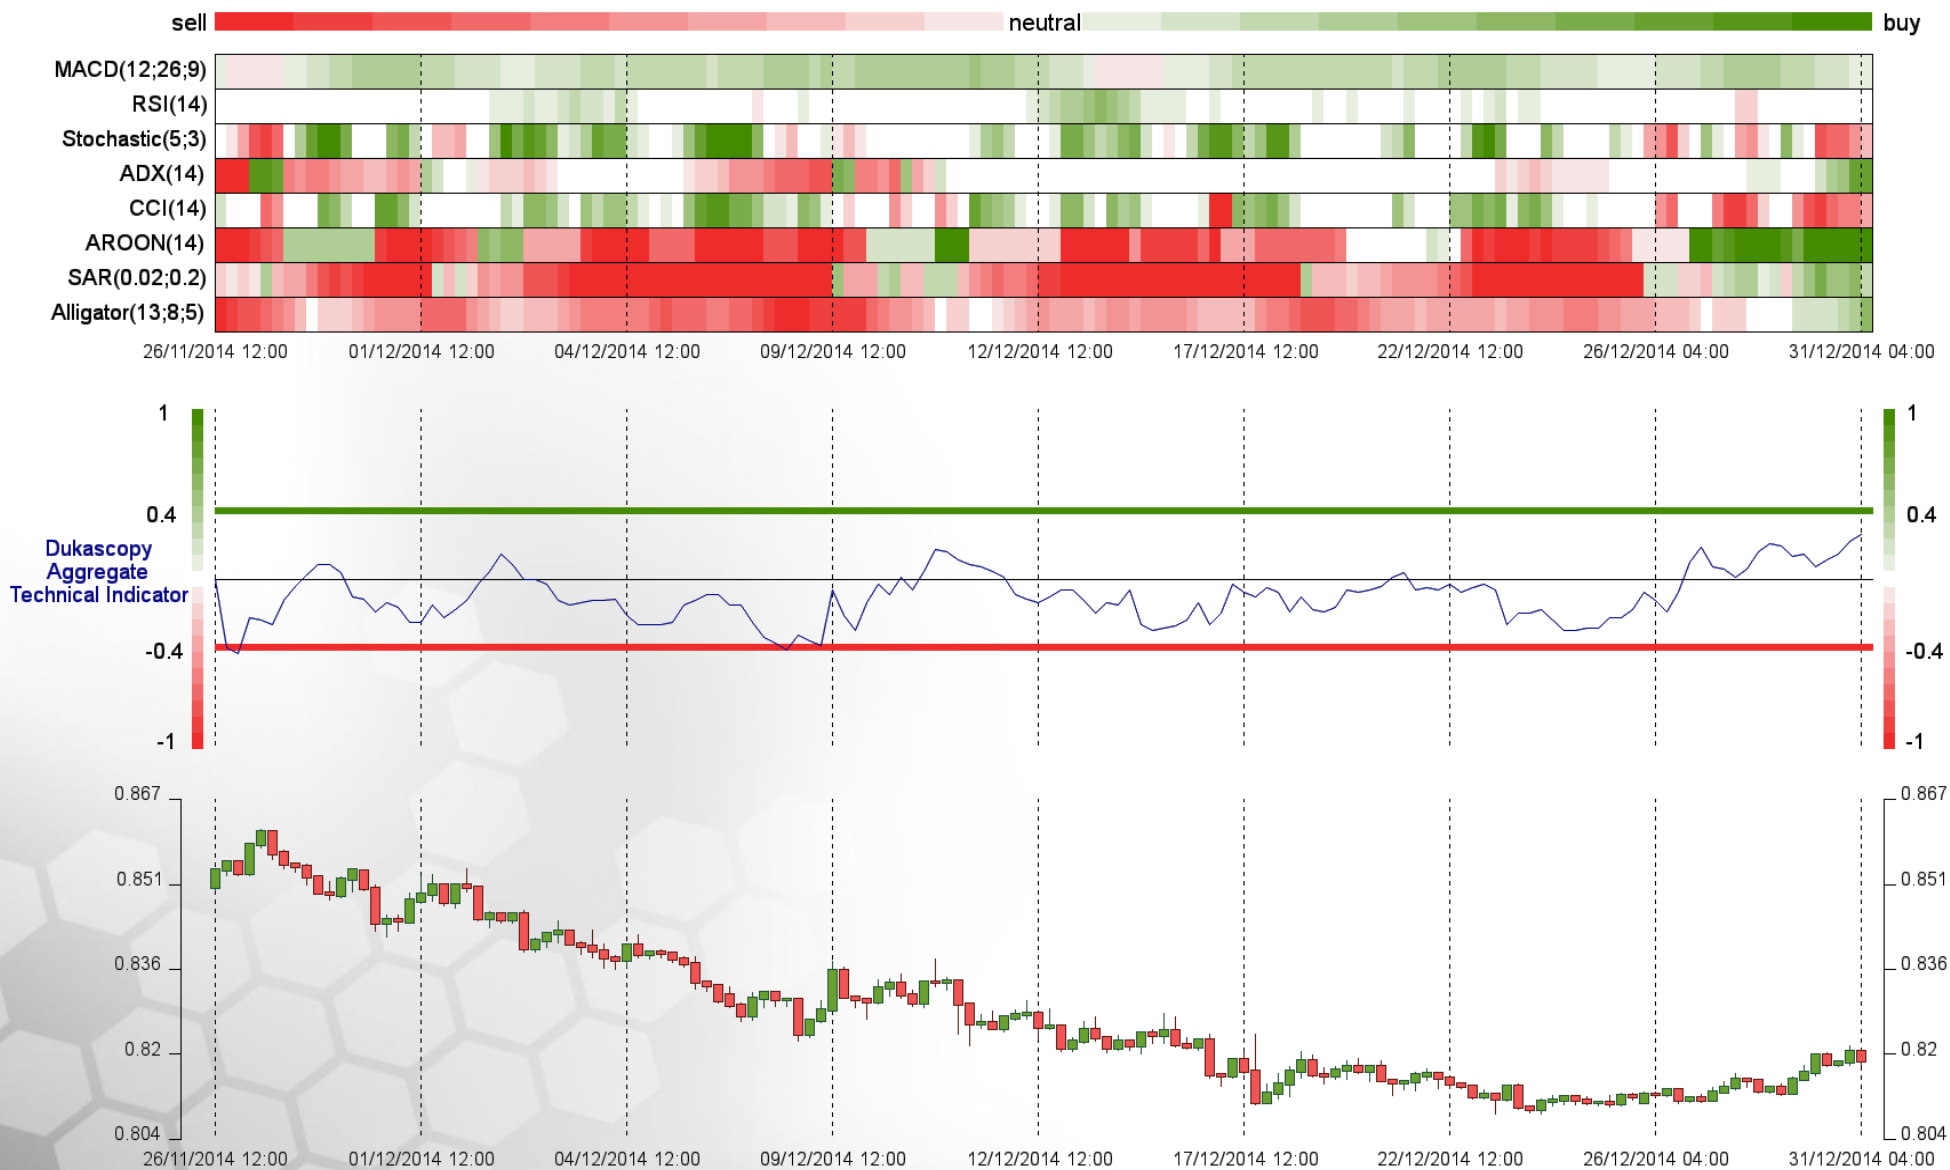 sell neutral buy
MACD(12;26;9)
RSI(14)
Stochastic(5;3)
ADX(14)
CCI(14)
AROON(14)
SAR(0.02;0.2)
Alligator(13;8;5)
26/11/2014 12:00 01/12/2014 12:00 04/12/2014 12:00 09/12/2014 12:00 12/12/2014 12:00 17/12/2014 12:00 22/12/2014 12:00 26/12/2014 04:00 31/12/2014 04:00
1 1
0.4 0.4
Dukascopy
Aggregate
Technical Indicator
-0.4 -0.4
-1 -1
0.867 0.867
0.851 0.851
0.836 0.836
0.82 0.82
0.804 0.804
26/11/2014 12:00 01/12/2014 12:00 04/12/2014 12:00 09/12/2014 12:00 12/12/2014 12:00 17/12/2014 12:00 22/12/2014 12:00 26/12/2014 04:00 31/12/2014 04:00